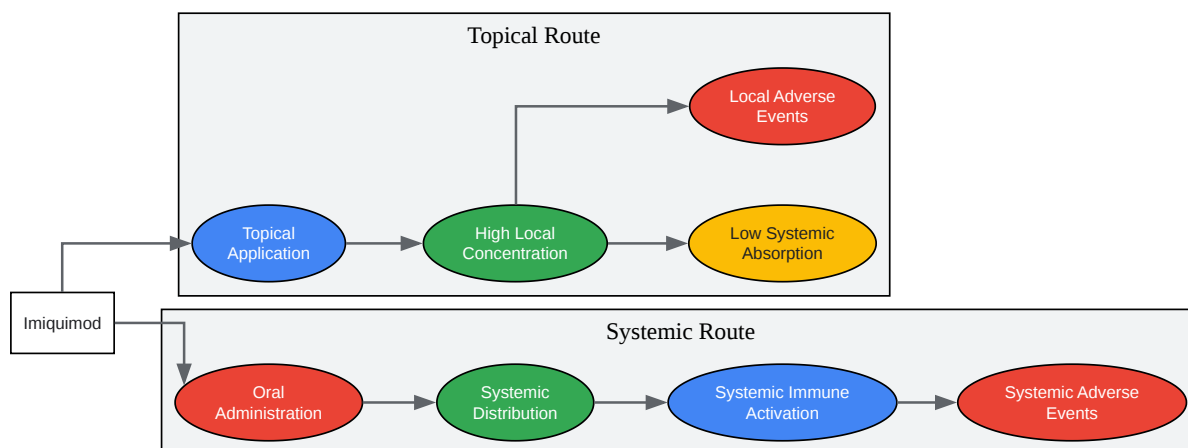 Topical Route
Local Adverse
Events
Topical
Application
High Local
Concentration
Low Systemic
Absorption
Imiquimod
Systemic Route
Oral
Administration
Systemic
Distribution
Systemic Immune
Activation
Systemic Adverse
Events